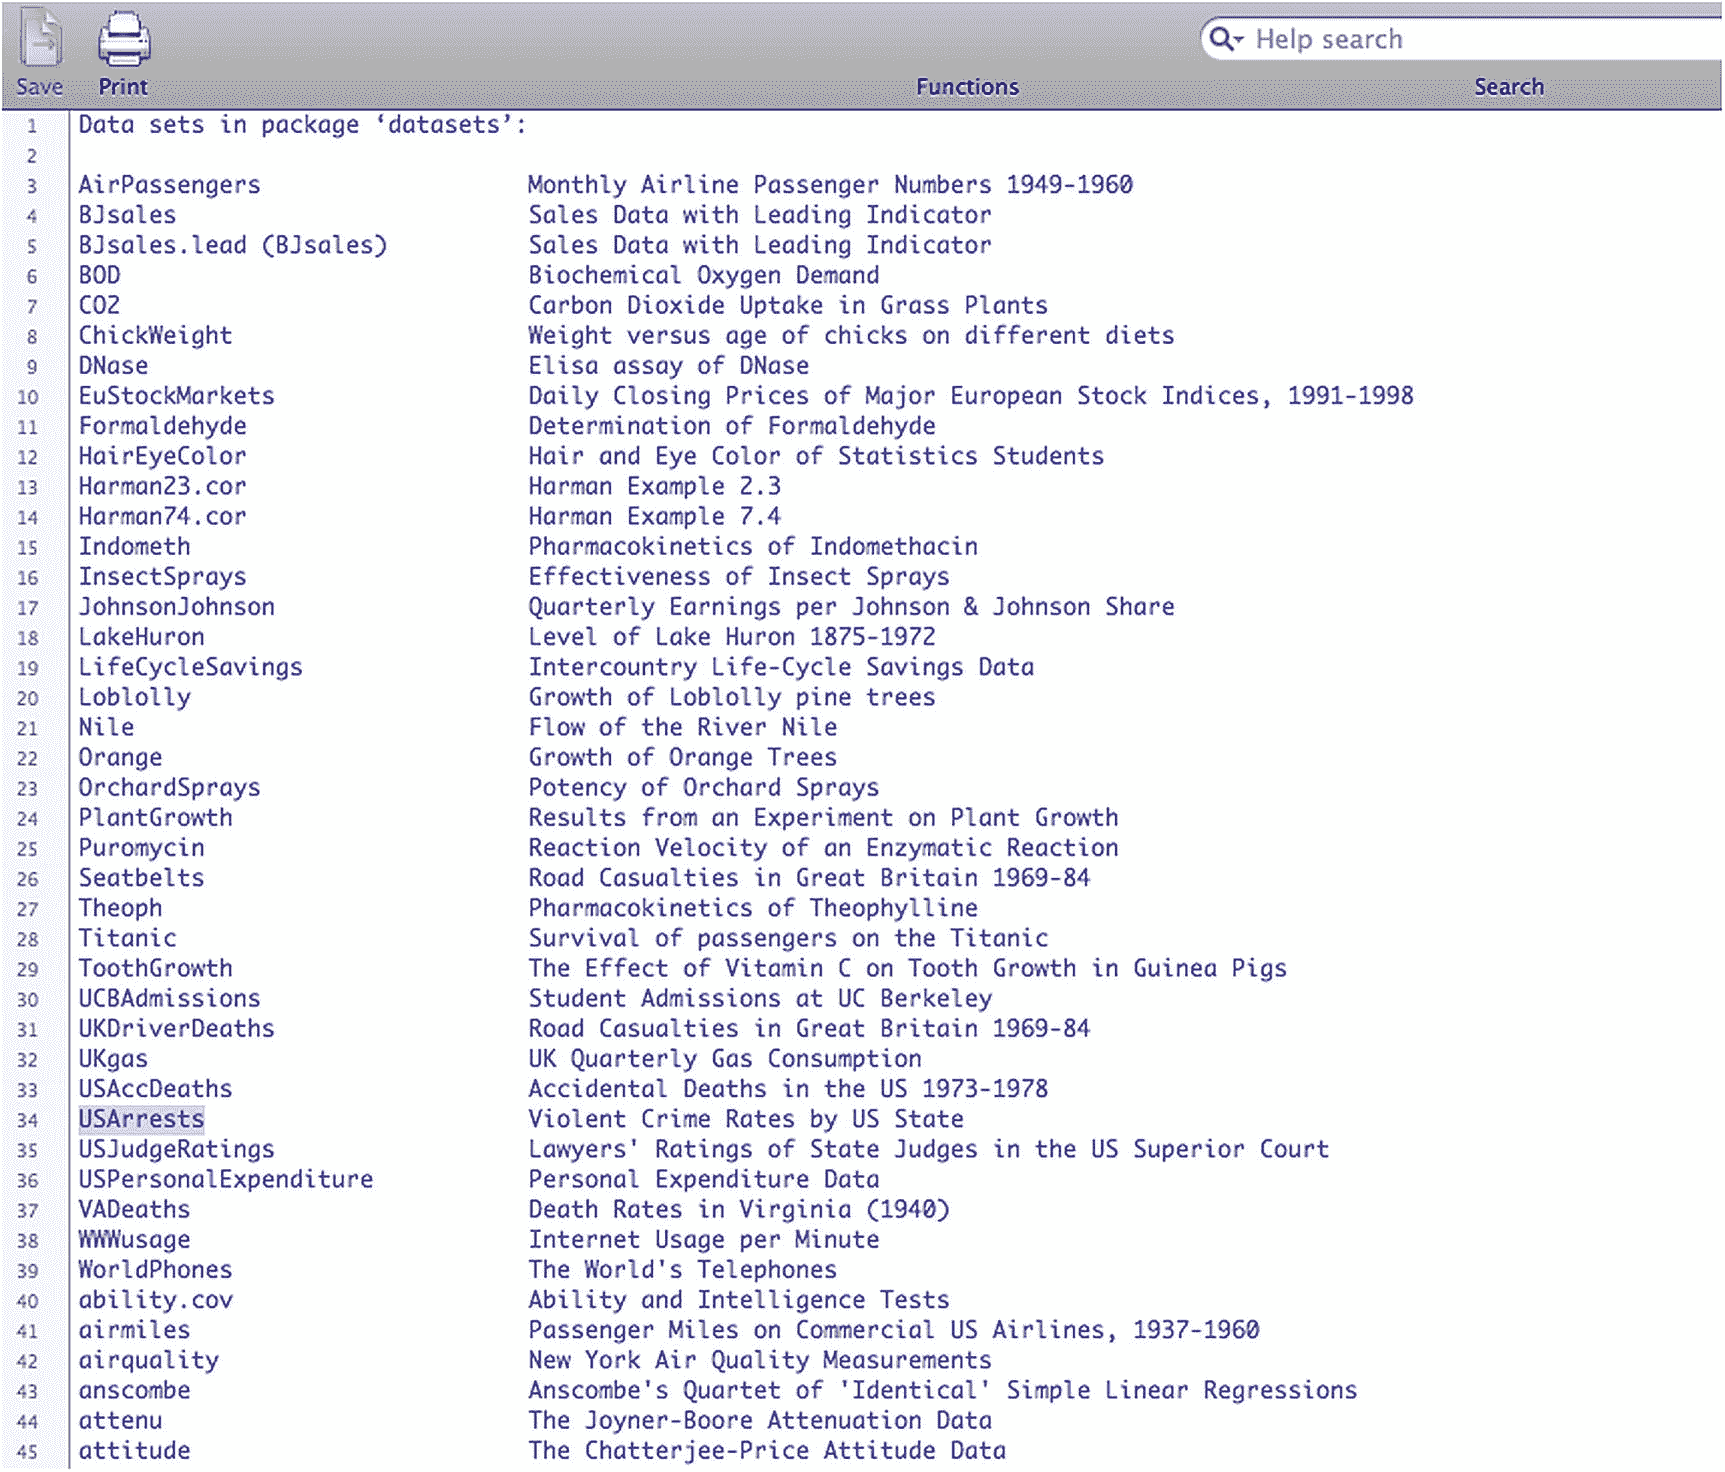 Help search
Save Print Functions Search
1 Data sets in package ‘datasets’:
2
3 AirPassengers Monthly Airline Passenger Numbers 1949-1960
4 BJsales Sales Data with Leading Indicator
5 BJsales.lead (BJsales) Sales Data with Leading Indicator
6 BOD Biochemical Oxygen Demand
7 CO2 Carbon Dioxide Uptake in Grass Plants
8 ChickWeight Weight versus age of chicks on different diets
9 DNase Elisa assay of DNase
10 EuStockMarkets Daily Closing Prices of Major European Stock Indices, 1991-1998
11 Formaldehyde Determination of Formaldehyde
12 HairEyeColor Hair and Eye Color of Statistics Students
13 Harman23.cor Harman Example 2.3
14 Harman74.cor Harman Example 7.4
15 Indometh Pharmacokinetics of Indomethacin
16 InsectSprays Effectiveness of Insect Sprays
17 JohnsonJohnson Quarterly Earnings per Johnson & Johnson Share
18 LakeHuron Level of Lake Huron 1875-1972
19 LifeCycleSavings Intercountry Life-Cycle Savings Data
20 Loblolly Growth of Loblolly pine trees
21 Nile Flow of the River Nile
22 Orange Growth of Orange Trees
23 OrchardSprays Potency of Orchard Sprays
24 PlantGrowth Results from an Experiment on Plant Growth
25 Puromycin Reaction Velocity of an Enzymatic Reaction
26 Seatbelts Road Casualties in Great Britain 1969-84
27 Theoph Pharmacokinetics of Theophylline
28 Titanic Survival of passengers on the Titanic
29 ToothGrowth The Effect of Vitamin C on Tooth Growth in Guinea Pigs
30 UCBAdmissions Student Admissions at UC Berkeley
31 UKDriverDeaths Road Casualties in Great Britain 1969-84
32 UKgas UK Quarterly Gas Consumption
33 USAccDeaths Accidental Deaths in the US 1973-1978
34 USArrests Violent Crime Rates by US State
35 USJudgeRatings Lawyers' Ratings of State Judges in the US Superior Court
36 USPersonalExpenditure Personal Expenditure Data
37 VADeaths Death Rates in Virginia (1940)
38 WWWusage Internet Usage per Minute
39 WorldPhones The World's Telephones
40 ability.cov Ability and Intelligence Tests
41 airmiles Passenger Miles on Commercial US Airlines, 1937-1960
42 airquality New York Air Quality Measurements
43 anscombe Anscombe's Quartet of 'Identical' Simple Linear Regressions
44 attenu The Joyner-Boore Attenuation Data
45 attitude The Chatterjee-Price Attitude Data